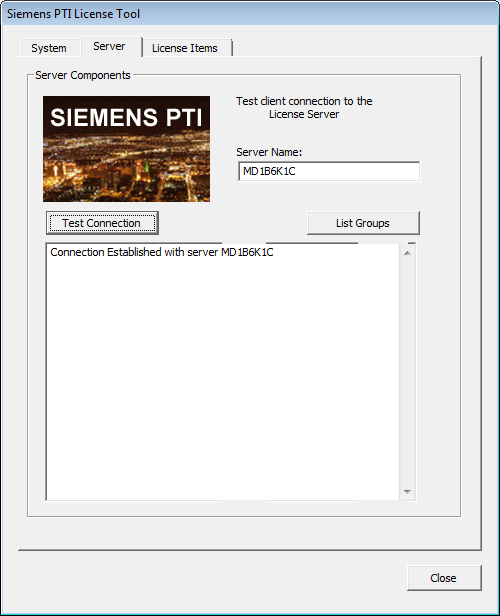 Siemens PTI License Tool
System
Server
License Items
Server Components
SIEMENS PTI
Test client connection to the
License Server
Server Name:
MD1B6K1C
Test Connection
List Groups
Connection Established with server MD1B6K1C
Close